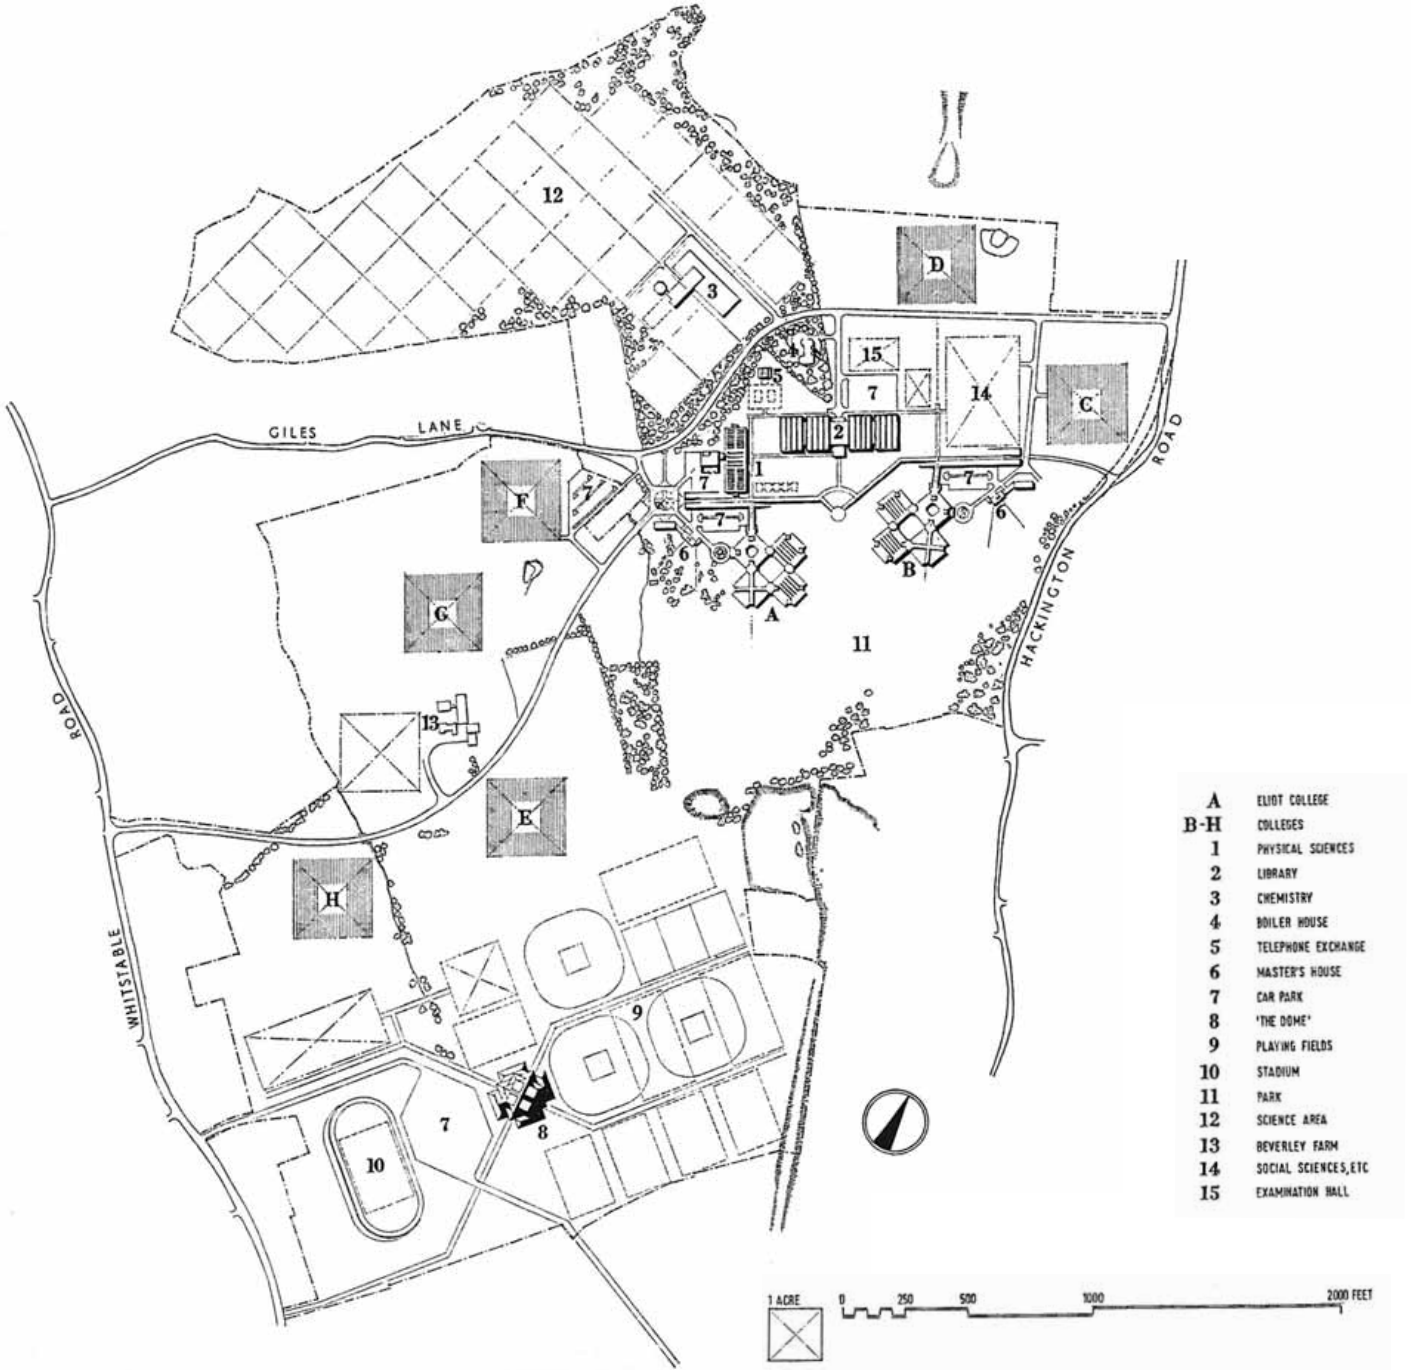 12
D
3
4
15
5
7
14
C
GILES LANE
2
1
F
7
7
7
7
6
6
B
G
A
11
ROAD
HACKINGTON
ROAD
13
E
H
WHITSTABLE
9
7
8
10
A ELIOT COLLEGE
B-H COLLEGES
1 PHYSICAL SCIENCES
2 LIBRARY
3 CHEMISTRY
4 BOILER HOUSE
5 TELEPHONE EXCHANGE
6 MASTER'S HOUSE
7 CAR PARK
8 'THE DOME'
9 PLAYING FIELDS
10 STADIUM
11 PARK
12 SCIENCE AREA
13 BEVERLEY FARM
14 SOCIAL SCIENCES, ETC
15 EXAMINATION HALL
1 ACRE
0 250 500 1000 2000 FEET